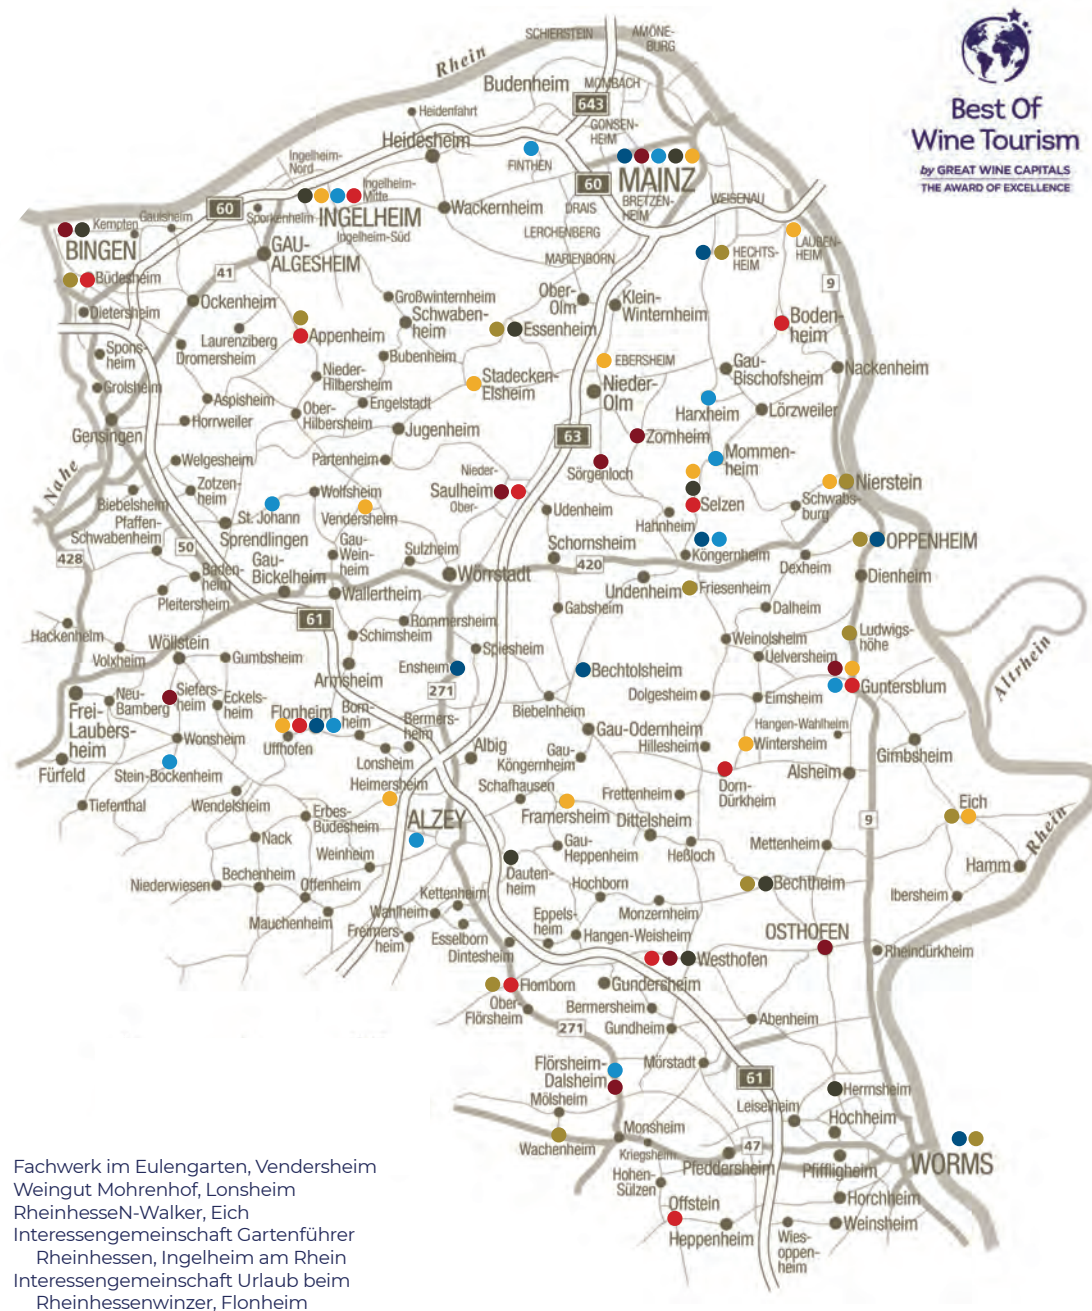 SCHIERSTEIN
AMÖNE-
BURG
Rhein
Budenheim
MOMBACH
643
Heidenfahrt
GONSEN-
HEIM
Heidesheim
FINTHEN
Ingelheim-
Nord
60
MAINZ
Ingelheim-
Mitte
BRETZEN-
HEIM
WEISENAU
60
Sporkenheim
INGELHEIM
Wackernheim
DRAIS
Kempten
Gaulsheim
Ingelheim-Süd
LERCHENBERG
LAUBEN-
HEIM
BINGEN
GAU-
ALGESHEIM
MARIENBORN
HECHTS-
HEIM
Büdesheim
41
9
Ockenheim
Großwinternheim
Ober-
Olm
Klein-
Winternheim
Dietersheim
Schwaben-
heim
Essenheim
Boden-
heim
Laurenziberg
Appenheim
Spons-
heim
Dromersheim
Bubenheim
EBERSHEIM
Gau-
Bischofsheim
Nackenheim
Grolsheim
Nieder-
Hilbersheim
Stadecken-
Elsheim
Nieder-
Olm
Aspisheim
Engelstadt
Harxheim
Lörzweiler
Horrweiler
Ober-
Hilbersheim
Gensingen
Jugenheim
63
Zornheim
Mommen-
heim
Welgesheim
Partenheim
Nieder-
Saulheim
Ober-
Sörgenloch
Nahe
Zotzen-
heim
Wolfsheim
Selzen
Nierstein
Biebelsheim
St. Johann
Vendersheim
Udenheim
Hahnheim
Schwabs-
burg
Pfaffen-
Schwabenheim
Sprendlingen
50
Gau-
Wein-
heim
Sulzheim
Schornsheim
Köngernheim
OPPENHEIM
428
Gau-
Bickelheim
420
Dexheim
Baden-
heim
Wörrstadt
Undenheim
Friesenheim
Dienheim
Pleitersheim
Wallertheim
61
Gabsheim
Dalheim
Rommersheim
Hackenheim
Schimsheim
Weinolsheim
Ludwigs-
höhe
Wöllstein
Spiesheim
Volxheim
Gumbsheim
Uelversheim
Altrhein
Armsheim
Ensheim
Bechtolsheim
271
Dolgesheim
Eimsheim
Guntersblum
Neu-
Bamberg
Siefers-
heim
Eckels-
heim
Flonheim
Born-
heim
Biebelnheim
Frei-
Laubers-
heim
Bermers-
heim
Gau-Odernheim
Hangen-Wahlheim
Wonsheim
Uffhofen
Albig
Hillesheim
Wintersheim
Gimbsheim
Fürfeld
Stein-Bockenheim
Lonsheim
Gau-
Köngernheim
Alsheim
Heimersheim
Schafhausen
Frettenheim
Dorn-
Dürkheim
Tiefenthal
Wendelsheim
Erbes-
Büdesheim
ALZEY
Framersheim
Dittelsheim
9
Eich
Nack
Gau-
Heppenheim
Heßloch
Mettenheim
Rhein
Weinheim
Hamm
Niederwiesen
Bechenheim
Offenheim
Dauten-
heim
Hochborn
Bechtheim
Ibersheim
Kettenheim
Mauchenheim
Wahlheim
Eppels-
heim
Monzernheim
Freimers-
heim
Esselborn
Hangen-Weisheim
OSTHOFEN
Dintesheim
Westhofen
Rheindürkheim
Flomborn
Gundersheim
Ober-
Flörsheim
Bermersheim
271
Gundheim
Abenheim
Flörsheim-
Dalsheim
Mörstadt
61
Herrnsheim
Mölsheim
Leiselheim
Hochheim
Monsheim
Wachenheim
Kriegsheim
47
Pfeddersheim
Pfiffligheim
WORMS
Hohen-
Sülzen
Horchheim
Offstein
Heppenheim
Weinsheim
Wies-
oppen-
heim
Best Of
Wine Tourism
by GREAT WINE CAPITALS
THE AWARD OF EXCELLENCE
Fachwerk im Eulengarten, Vendersheim
Weingut Mohrenhof, Lonsheim
RheinhesseN-Walker, Eich
Interessengemeinschaft Gartenführer
Rheinhessen, Ingelheim am Rhein
Interessengemeinschaft Urlaub beim
Rheinhessenwinzer, Flonheim